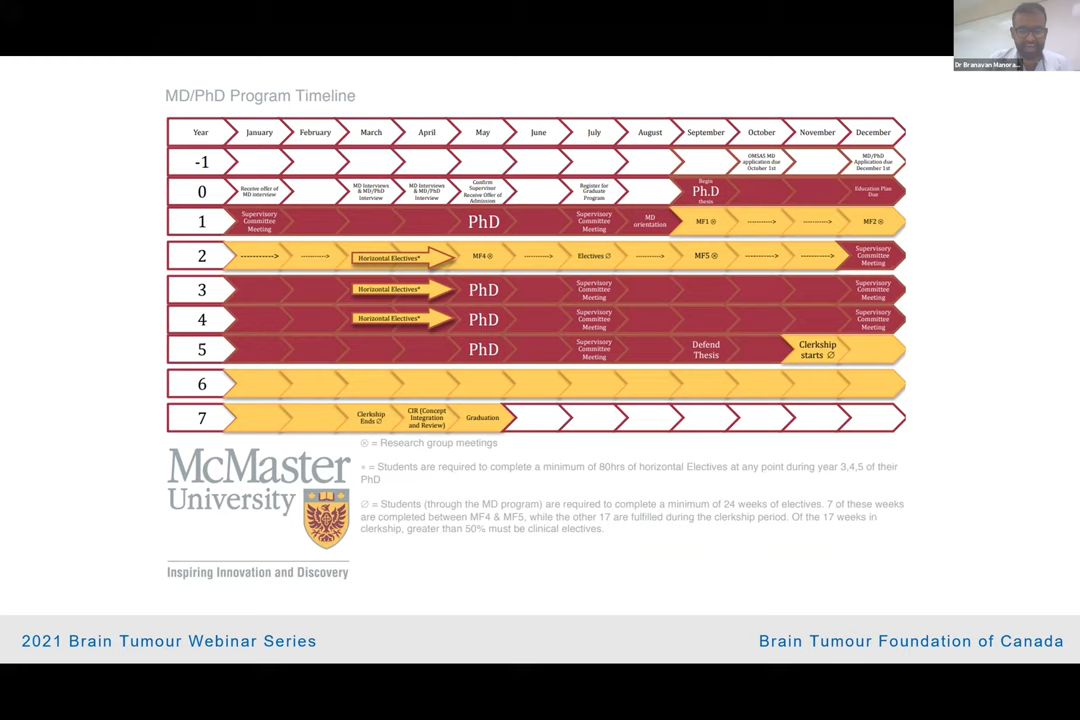 Dr Branavan Manora...
MD/PhD Program Timeline
Year January February March April May June July August September October November December
-1 OMSAS MD application due October 1st MD/PhD Application due December 1st
0 Receive offer of MD interview MD Interviews & MD/PhD Interview MD Interviews & MD/PhD Interview Confirm Supervisor Receive Offer of Admission Register for Graduate Program Begin Ph.D thesis Education Plan Due
1 Supervisory Committee Meeting PhD Supervisory Committee Meeting MD orientation MF1 ⊗ ----------> ----------> MF2 ⊗
2 ----------> ----------> Horizontal Electives* MF4 ⊗ ----------> Electives ∅ ----------> MF5 ⊗ ----------> ----------> Supervisory Committee Meeting
3 Horizontal Electives* PhD Supervisory Committee Meeting Supervisory Committee Meeting
4 Horizontal Electives* PhD Supervisory Committee Meeting Supervisory Committee Meeting
5 PhD Supervisory Committee Meeting Defend Thesis Clerkship starts ∅
6
7 Clerkship Ends ∅ CIR (Concept Integration and Review) Graduation
⊗ = Research group meetings
* = Students are required to complete a minimum of 80hrs of horizontal Electives at any point during year 3,4,5 of their
PhD
∅ = Students (through the MD program) are required to complete a minimum of 24 weeks of electives. 7 of these weeks
are completed between MF4 & MF5, while the other 17 are fulfilled during the clerkship period. Of the 17 weeks in
clerkship, greater than 50% must be clinical electives.
McMaster
University
Inspiring Innovation and Discovery
2021 Brain Tumour Webinar Series
Brain Tumour Foundation of Canada